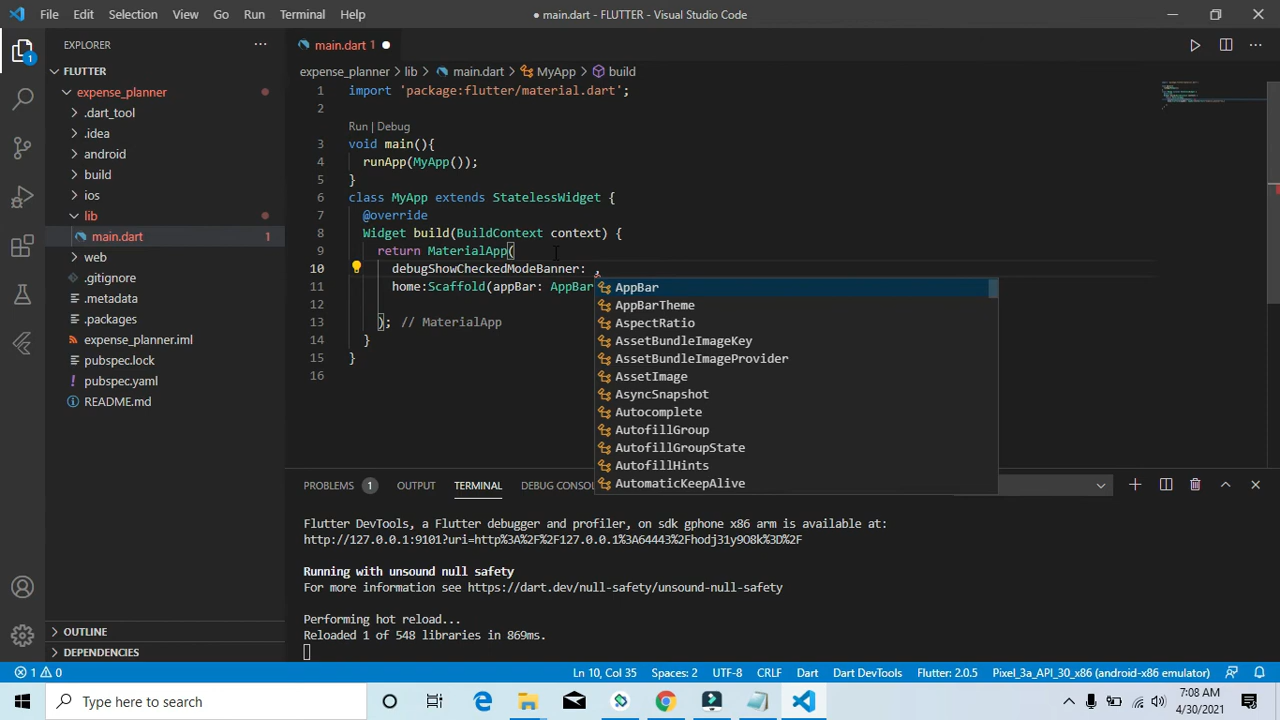 File Edit Selection View Go Run Terminal Help
● main.dart - FLUTTER - Visual Studio Code
EXPLORER
FLUTTER
expense_planner
.dart_tool
.idea
android
build
ios
lib
main.dart 1
web
.gitignore
.metadata
.packages
expense_planner.iml
pubspec.lock
pubspec.yaml
README.md
OUTLINE
DEPENDENCIES
1
main.dart 1 ●
expense_planner > lib > main.dart > MyApp > build
1 import 'package:flutter/material.dart';
2
Run | Debug
3 void main(){
4 runApp(MyApp());
5 }
6 class MyApp extends StatelessWidget {
7 @override
8 Widget build(BuildContext context) {
9 return MaterialApp(
10 debugShowCheckedModeBanner: ,
11 home:Scaffold(appBar: AppBar
12
13 ); // MaterialApp
14 }
15 }
16
AppBar
AppBarTheme
AspectRatio
AssetBundleImageKey
AssetBundleImageProvider
AssetImage
AsyncSnapshot
Autocomplete
AutofillGroup
AutofillGroupState
AutofillHints
AutomaticKeepAlive
PROBLEMS 1 OUTPUT TERMINAL DEBUG CONSOL
Flutter DevTools, a Flutter debugger and profiler, on sdk gphone x86 arm is available at:
http://127.0.0.1:9101?uri=http%3A%2F%2F127.0.0.1%3A64443%2Fhodj31y9O8k%3D%2F
Running with unsound null safety
For more information see https://dart.dev/null-safety/unsound-null-safety
Performing hot reload...
Reloaded 1 of 548 libraries in 869ms.
1 0 Ln 10, Col 35 Spaces: 2 UTF-8 CRLF Dart Dart DevTools Flutter: 2.0.5 Pixel_3a_API_30_x86 (android-x86 emulator)
Type here to search
7:08 AM
4/30/2021